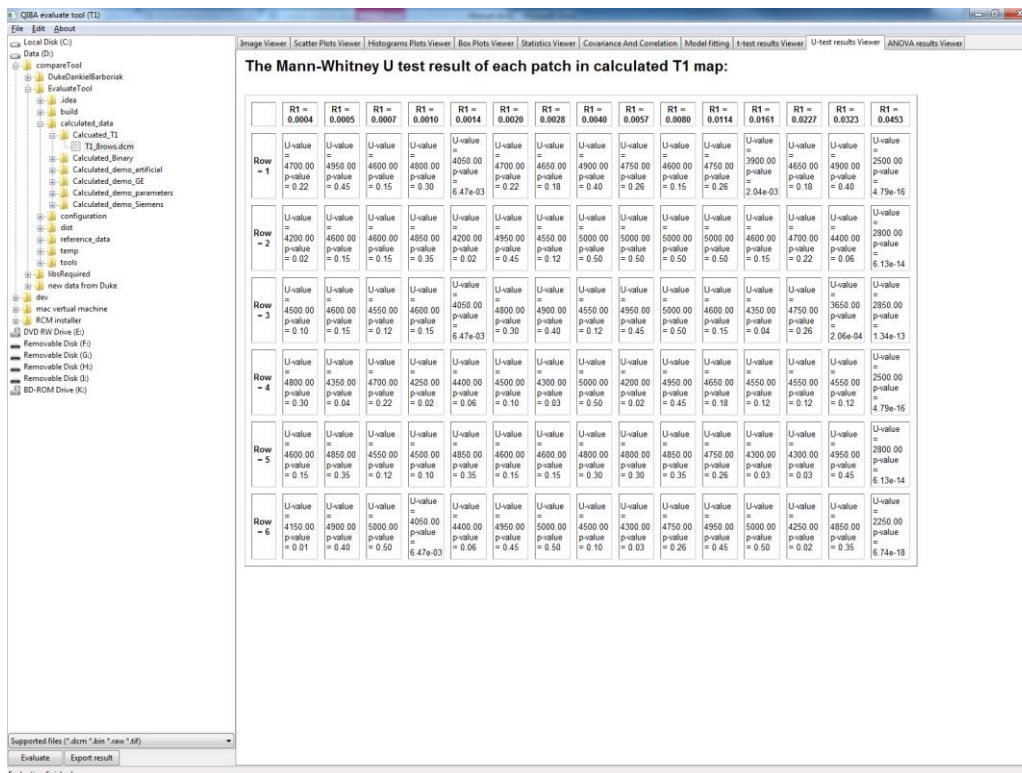 QIBA evaluate tool (T1)
File Edit About
Local Disk (C:)
Data (D:)
compareTool
DukeDankielBarboriak
EvaluateTool
.idea
build
calculated_data
Calcuated_T1
T1_8rows.dcm
Calculated_Binary
Calculated_demo_artificial
Calculated_demo_GE
Calculated_demo_parameters
Calculated_demo_Siemens
configuration
dist
reference_data
temp
tools
libsRequired
new data from Duke
dev
mac vertual machine
RCM installer
DVD RW Drive (E:)
Removable Disk (F:)
Removable Disk (G:)
Removable Disk (H:)
Removable Disk (I:)
BD-ROM Drive (K:)
Supported files (*.dcm *.bin *.raw *.tif)
Evaluate Export result
Image Viewer Scatter Plots Viewer Histograms Plots Viewer Box Plots Viewer Statistics Viewer Covariance And Correlation Model fitting t-test results Viewer U-test results Viewer ANOVA results Viewer
The Mann-Whitney U test result of each patch in calculated T1 map:
R1 = 0.0004 R1 = 0.0005 R1 = 0.0007 R1 = 0.0010 R1 = 0.0014 R1 = 0.0020 R1 = 0.0028 R1 = 0.0040 R1 = 0.0057 R1 = 0.0080 R1 = 0.0114 R1 = 0.0161 R1 = 0.0227 R1 = 0.0323 R1 = 0.0453
Row = 1 U-value = 4700.00 p-value = 0.22 U-value = 4950.00 p-value = 0.45 U-value = 4600.00 p-value = 0.15 U-value = 4800.00 p-value = 0.30 U-value = 4050.00 p-value = 6.47e-03 U-value = 4700.00 p-value = 0.22 U-value = 4650.00 p-value = 0.18 U-value = 4900.00 p-value = 0.40 U-value = 4750.00 p-value = 0.26 U-value = 4600.00 p-value = 0.15 U-value = 4750.00 p-value = 0.26 U-value = 3900.00 p-value = 2.04e-03 U-value = 4650.00 p-value = 0.18 U-value = 4900.00 p-value = 0.40 U-value = 2500.00 p-value = 4.79e-16
Row = 2 U-value = 4200.00 p-value = 0.02 U-value = 4600.00 p-value = 0.15 U-value = 4600.00 p-value = 0.15 U-value = 4850.00 p-value = 0.35 U-value = 4200.00 p-value = 0.02 U-value = 4950.00 p-value = 0.45 U-value = 4550.00 p-value = 0.12 U-value = 5000.00 p-value = 0.50 U-value = 5000.00 p-value = 0.50 U-value = 5000.00 p-value = 0.50 U-value = 5000.00 p-value = 0.50 U-value = 4600.00 p-value = 0.15 U-value = 4700.00 p-value = 0.22 U-value = 4400.00 p-value = 0.06 U-value = 2800.00 p-value = 6.13e-14
Row = 3 U-value = 4500.00 p-value = 0.10 U-value = 4600.00 p-value = 0.15 U-value = 4550.00 p-value = 0.12 U-value = 4600.00 p-value = 0.15 U-value = 4050.00 p-value = 6.47e-03 U-value = 4800.00 p-value = 0.30 U-value = 4900.00 p-value = 0.40 U-value = 4550.00 p-value = 0.12 U-value = 4950.00 p-value = 0.45 U-value = 5000.00 p-value = 0.50 U-value = 4600.00 p-value = 0.15 U-value = 4350.00 p-value = 0.04 U-value = 4750.00 p-value = 0.26 U-value = 3650.00 p-value = 2.06e-04 U-value = 2850.00 p-value = 1.34e-13
Row = 4 U-value = 4800.00 p-value = 0.30 U-value = 4350.00 p-value = 0.04 U-value = 4700.00 p-value = 0.22 U-value = 4250.00 p-value = 0.02 U-value = 4400.00 p-value = 0.06 U-value = 4500.00 p-value = 0.10 U-value = 4300.00 p-value = 0.03 U-value = 5000.00 p-value = 0.50 U-value = 4200.00 p-value = 0.02 U-value = 4950.00 p-value = 0.45 U-value = 4650.00 p-value = 0.18 U-value = 4550.00 p-value = 0.12 U-value = 4550.00 p-value = 0.12 U-value = 4550.00 p-value = 0.12 U-value = 2500.00 p-value = 4.79e-16
Row = 5 U-value = 4600.00 p-value = 0.15 U-value = 4850.00 p-value = 0.35 U-value = 4550.00 p-value = 0.12 U-value = 4500.00 p-value = 0.10 U-value = 4850.00 p-value = 0.35 U-value = 4600.00 p-value = 0.15 U-value = 4600.00 p-value = 0.15 U-value = 4800.00 p-value = 0.30 U-value = 4800.00 p-value = 0.30 U-value = 4850.00 p-value = 0.35 U-value = 4750.00 p-value = 0.26 U-value = 4300.00 p-value = 0.03 U-value = 4300.00 p-value = 0.03 U-value = 4950.00 p-value = 0.45 U-value = 2800.00 p-value = 6.13e-14
Row = 6 U-value = 4150.00 p-value = 0.01 U-value = 4900.00 p-value = 0.40 U-value = 5000.00 p-value = 0.50 U-value = 4050.00 p-value = 6.47e-03 U-value = 4400.00 p-value = 0.06 U-value = 4950.00 p-value = 0.45 U-value = 5000.00 p-value = 0.50 U-value = 4500.00 p-value = 0.10 U-value = 4300.00 p-value = 0.03 U-value = 4750.00 p-value = 0.26 U-value = 4950.00 p-value = 0.45 U-value = 5000.00 p-value = 0.50 U-value = 4250.00 p-value = 0.02 U-value = 4850.00 p-value = 0.35 U-value = 2250.00 p-value = 6.74e-18